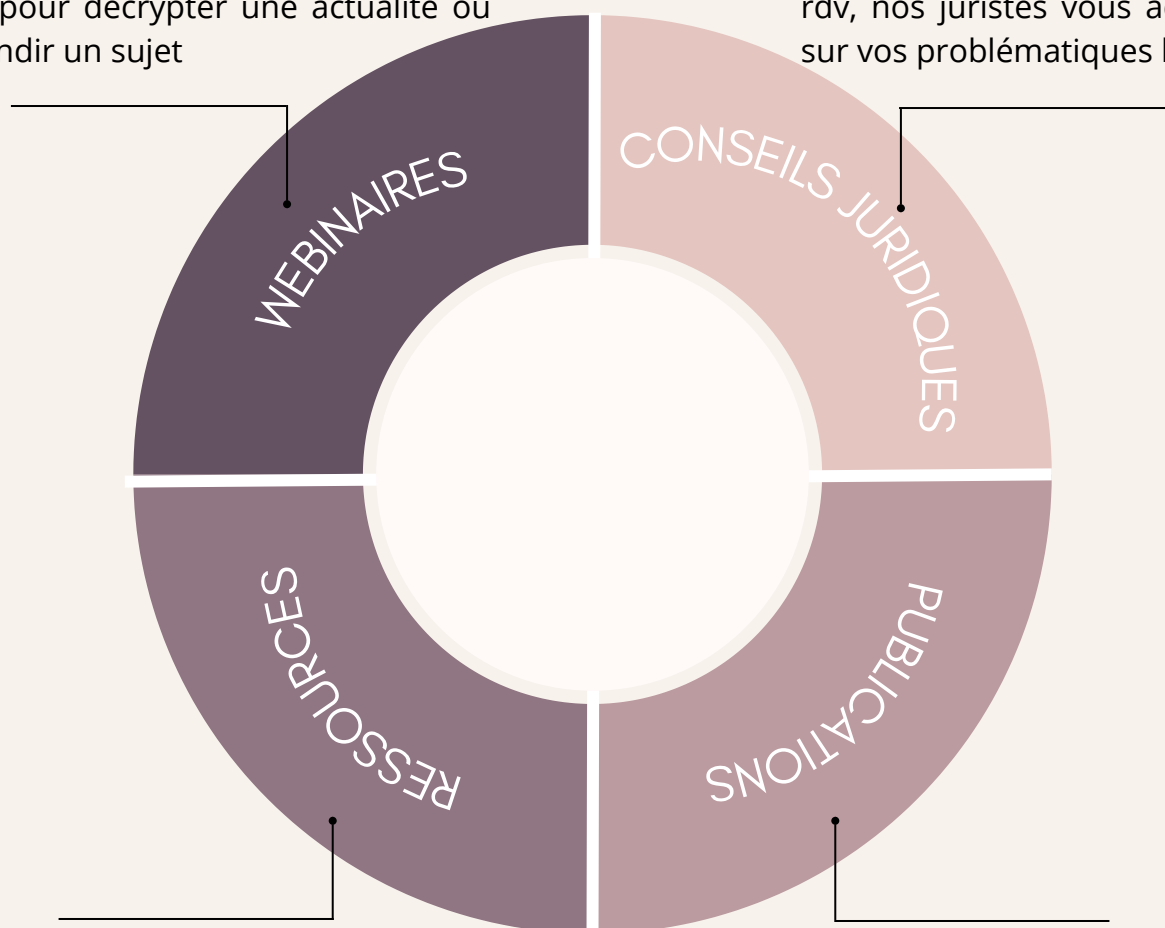 pour décrypter une actualité ou
ndir un sujet
rdv, nos juristes vous
sur vos problématiques
WEBINAIRES
CONSEILS JURIDIQUES
RESSOURCES
PUBLICATIONS